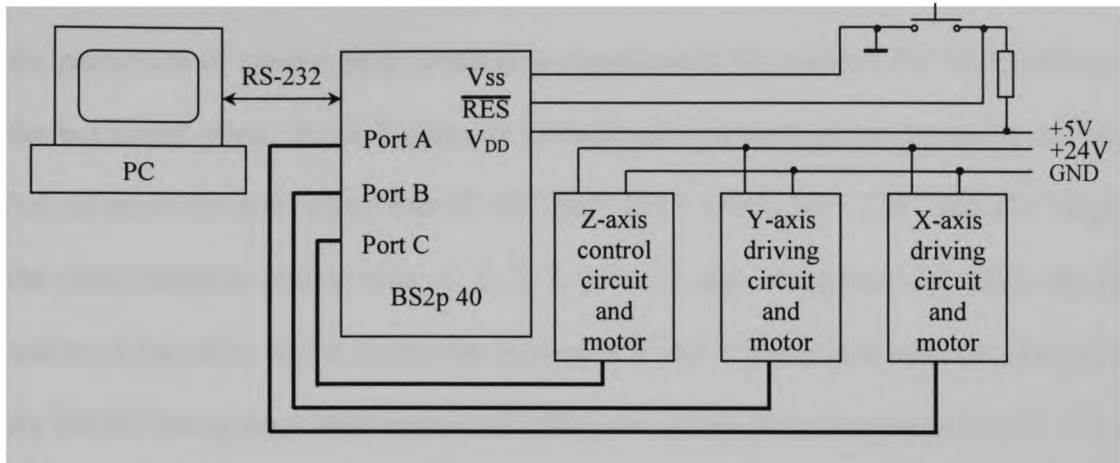 RS-232
PC
Vss
RES
Port A
V_DD
Port B
Port C
BS2p 40
+5V
+24V
GND
Z-axis
control
circuit
and
motor
Y-axis
driving
circuit
and
motor
X-axis
driving
circuit
and
motor